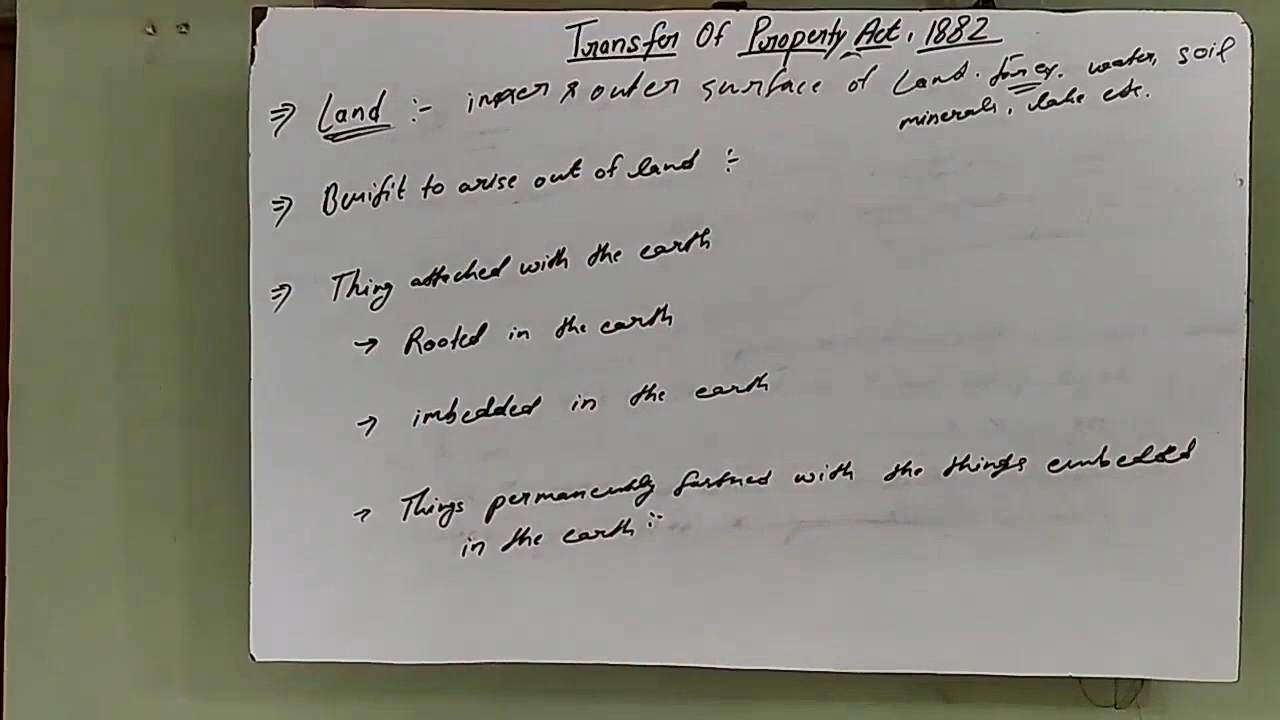 Transfer Of Property Act, 1882
⇒ Land :- inner & outer surface of Land. for eg. water, soil
minerals, lake etc.
⇒ Benifit to arise out of land :-
⇒ Thing attached with the earth
→ Rooted in the earth
→ imbedded in the earth
→ Things permanently fastned with the things embedded
in the earth :-